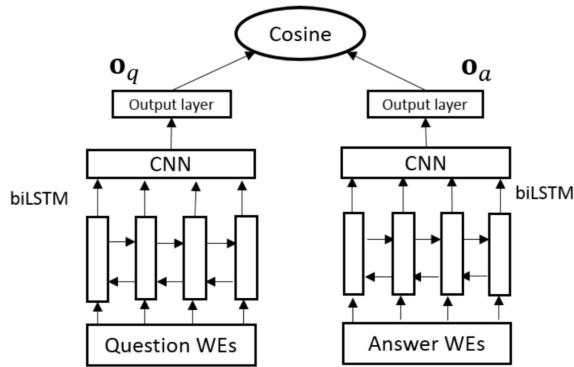 Cosine
o_q
o_a
Output layer
Output layer
CNN
CNN
biLSTM
biLSTM
Question WEs
Answer WEs